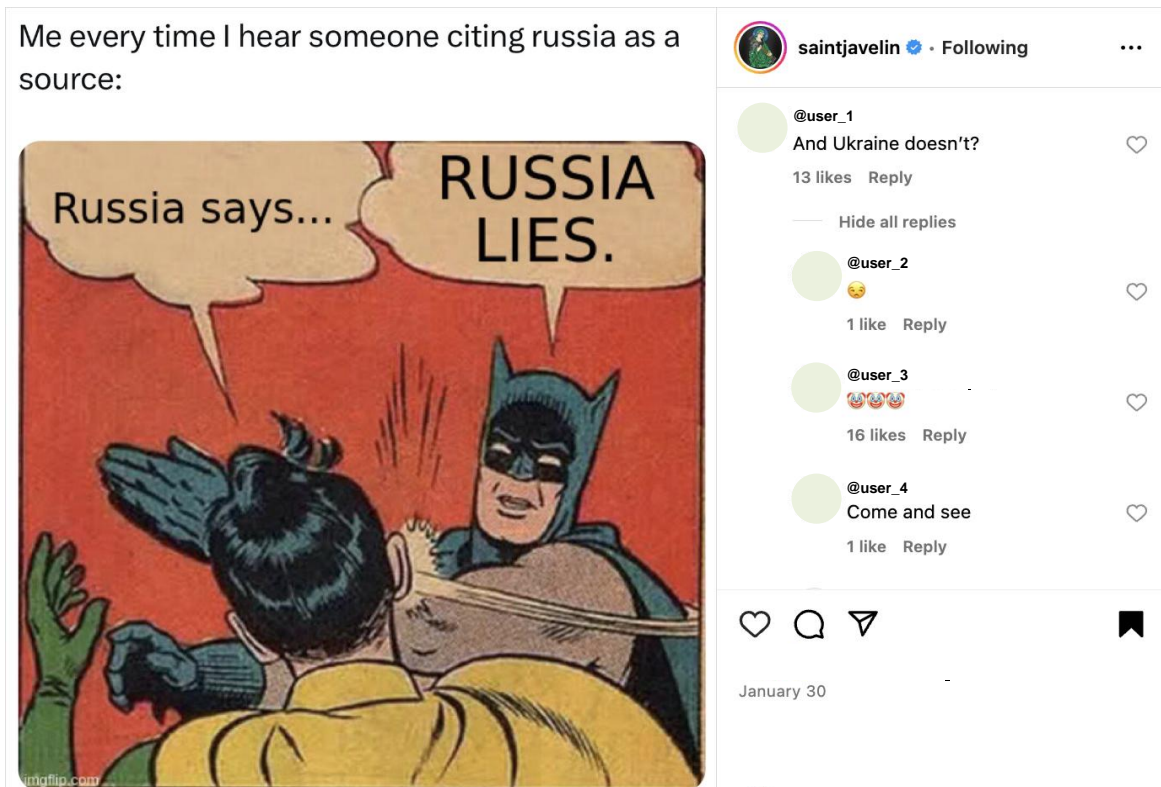 Me every time I hear someone citing russia as a
source:
Russia says...
RUSSIA
LIES.
imgflip.com
saintjavelin • Following
@user_1
And Ukraine doesn't?
13 likes Reply
Hide all replies
@user_2
😒
1 like Reply
@user_3
🤡🤡🤡
16 likes Reply
@user_4
Come and see
1 like Reply
January 30